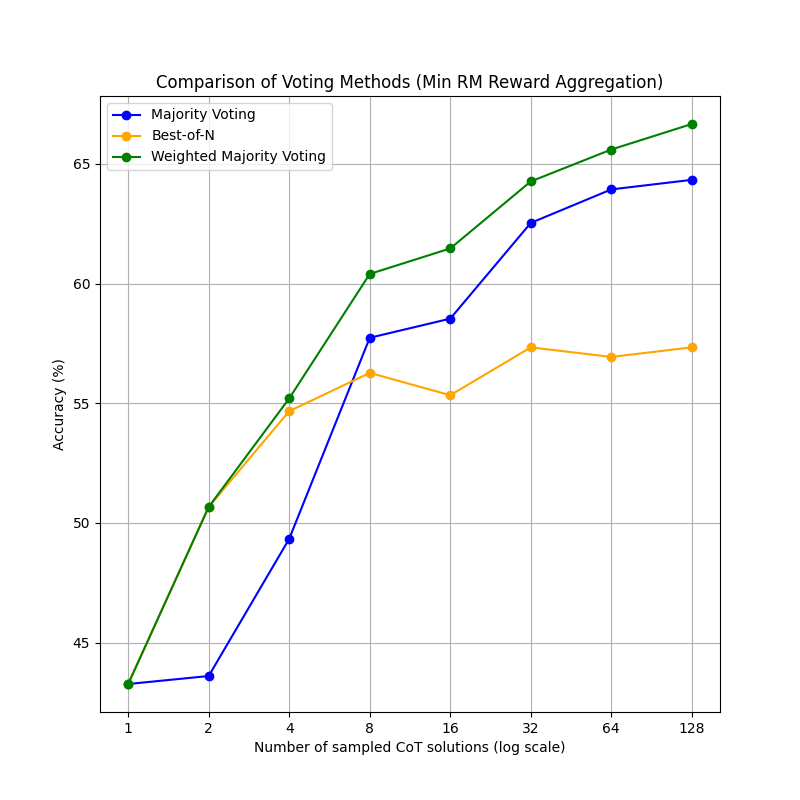 Comparison of Voting Methods (Min RM Reward Aggregation)
Majority Voting
Best-of-N
Weighted Majority Voting
65
60
55
50
45
Accuracy (%)
1 2 4 8 16 32 64 128
Number of sampled CoT solutions (log scale)